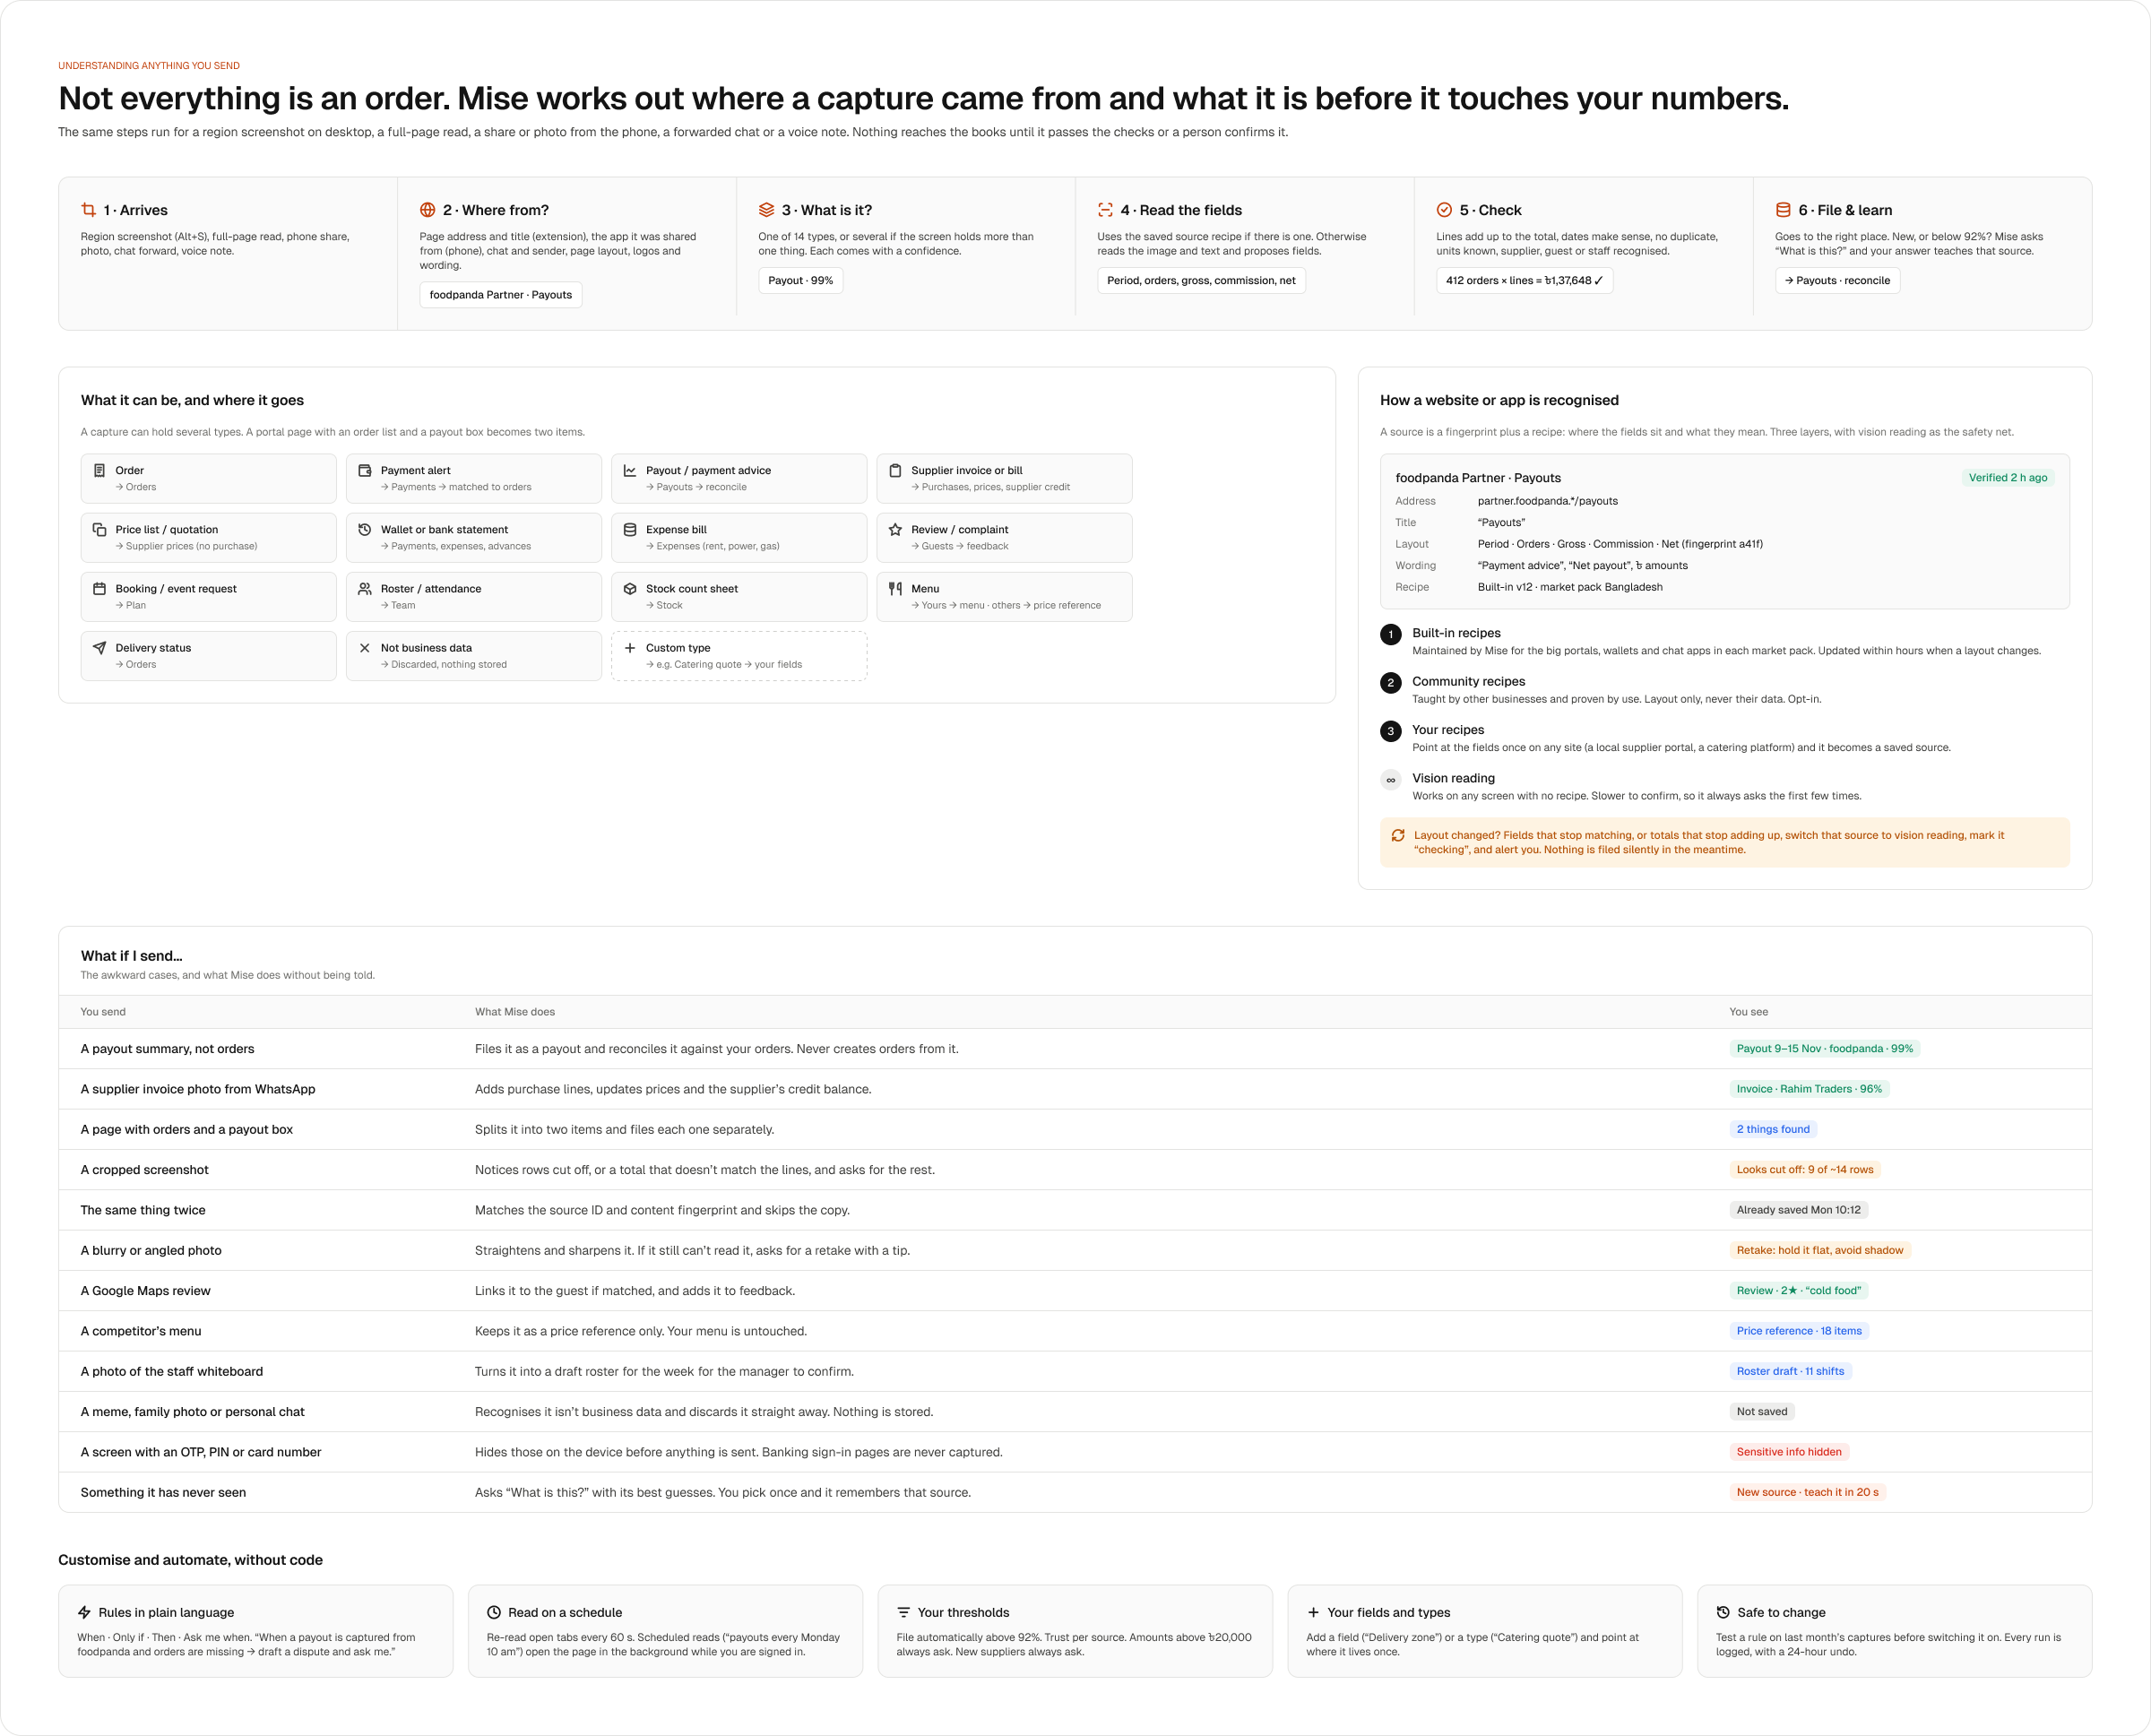 UNDERSTANDING ANYTHING YOU SEND
Not everything is an order. Mise works out where a capture came from and what it is before it touches your numbers.
The same steps run for a region screenshot on desktop, a full-page read, a share or photo from the phone, a forwarded chat or a voice note. Nothing reaches the books until it passes the checks or a person confirms it.
1 · Arrives
Region screenshot (Alt+S), full-page read, phone share,
photo, chat forward, voice note.
2 · Where from?
Page address and title (extension), the app it was shared
from (phone), chat and sender, page layout, logos and
wording.
foodpanda Partner · Payouts
3 · What is it?
One of 14 types, or several if the screen holds more than
one thing. Each comes with a confidence.
Payout · 99%
4 · Read the fields
Uses the saved source recipe if there is one. Otherwise
reads the image and text and proposes fields.
Period, orders, gross, commission, net
5 · Check
Lines add up to the total, dates make sense, no duplicate,
units known, supplier, guest or staff recognised.
412 orders × lines = ৳1,37,648 ✓
6 · File & learn
Goes to the right place. New, or below 92%? Mise asks
“What is this?” and your answer teaches that source.
→ Payouts · reconcile
What it can be, and where it goes
A capture can hold several types. A portal page with an order list and a payout box becomes two items.
Order
→ Orders
Payment alert
→ Payments → matched to orders
Payout / payment advice
→ Payouts → reconcile
Supplier invoice or bill
→ Purchases, prices, supplier credit
Price list / quotation
→ Supplier prices (no purchase)
Wallet or bank statement
→ Payments, expenses, advances
Expense bill
→ Expenses (rent, power, gas)
Review / complaint
→ Guests → feedback
Booking / event request
→ Plan
Roster / attendance
→ Team
Stock count sheet
→ Stock
Menu
→ Yours → menu · others → price reference
Delivery status
→ Orders
Not business data
→ Discarded, nothing stored
Custom type
→ e.g. Catering quote → your fields
How a website or app is recognised
A source is a fingerprint plus a recipe: where the fields sit and what they mean. Three layers, with vision reading as the safety net.
foodpanda Partner · Payouts
Verified 2 h ago
Address partner.foodpanda.*/payouts
Title “Payouts”
Layout Period · Orders · Gross · Commission · Net (fingerprint a41f)
Wording “Payment advice”, “Net payout”, ৳ amounts
Recipe Built-in v12 · market pack Bangladesh
1 Built-in recipes
Maintained by Mise for the big portals, wallets and chat apps in each market pack. Updated within hours when a layout changes.
2 Community recipes
Taught by other businesses and proven by use. Layout only, never their data. Opt-in.
3 Your recipes
Point at the fields once on any site (a local supplier portal, a catering platform) and it becomes a saved source.
∞ Vision reading
Works on any screen with no recipe. Slower to confirm, so it always asks the first few times.
Layout changed? Fields that stop matching, or totals that stop adding up, switch that source to vision reading, mark it
“checking”, and alert you. Nothing is filed silently in the meantime.
What if I send…
The awkward cases, and what Mise does without being told.
You send What Mise does You see
A payout summary, not orders Files it as a payout and reconciles it against your orders. Never creates orders from it. Payout 9–15 Nov · foodpanda · 99%
A supplier invoice photo from WhatsApp Adds purchase lines, updates prices and the supplier’s credit balance. Invoice · Rahim Traders · 96%
A page with orders and a payout box Splits it into two items and files each one separately. 2 things found
A cropped screenshot Notices rows cut off, or a total that doesn’t match the lines, and asks for the rest. Looks cut off: 9 of ~14 rows
The same thing twice Matches the source ID and content fingerprint and skips the copy. Already saved Mon 10:12
A blurry or angled photo Straightens and sharpens it. If it still can’t read it, asks for a retake with a tip. Retake: hold it flat, avoid shadow
A Google Maps review Links it to the guest if matched, and adds it to feedback. Review · 2★ · “cold food”
A competitor’s menu Keeps it as a price reference only. Your menu is untouched. Price reference · 18 items
A photo of the staff whiteboard Turns it into a draft roster for the week for the manager to confirm. Roster draft · 11 shifts
A meme, family photo or personal chat Recognises it isn’t business data and discards it straight away. Nothing is stored. Not saved
A screen with an OTP, PIN or card number Hides those on the device before anything is sent. Banking sign-in pages are never captured. Sensitive info hidden
Something it has never seen Asks “What is this?” with its best guesses. You pick once and it remembers that source. New source · teach it in 20 s
Customise and automate, without code
Rules in plain language
When · Only if · Then · Ask me when. “When a payout is captured from
foodpanda and orders are missing → draft a dispute and ask me.”
Read on a schedule
Re-read open tabs every 60 s. Scheduled reads (“payouts every Monday
10 am”) open the page in the background while you are signed in.
Your thresholds
File automatically above 92%. Trust per source. Amounts above ৳20,000
always ask. New suppliers always ask.
Your fields and types
Add a field (“Delivery zone”) or a type (“Catering quote”) and point at
where it lives once.
Safe to change
Test a rule on last month’s captures before switching it on. Every run is
logged, with a 24-hour undo.